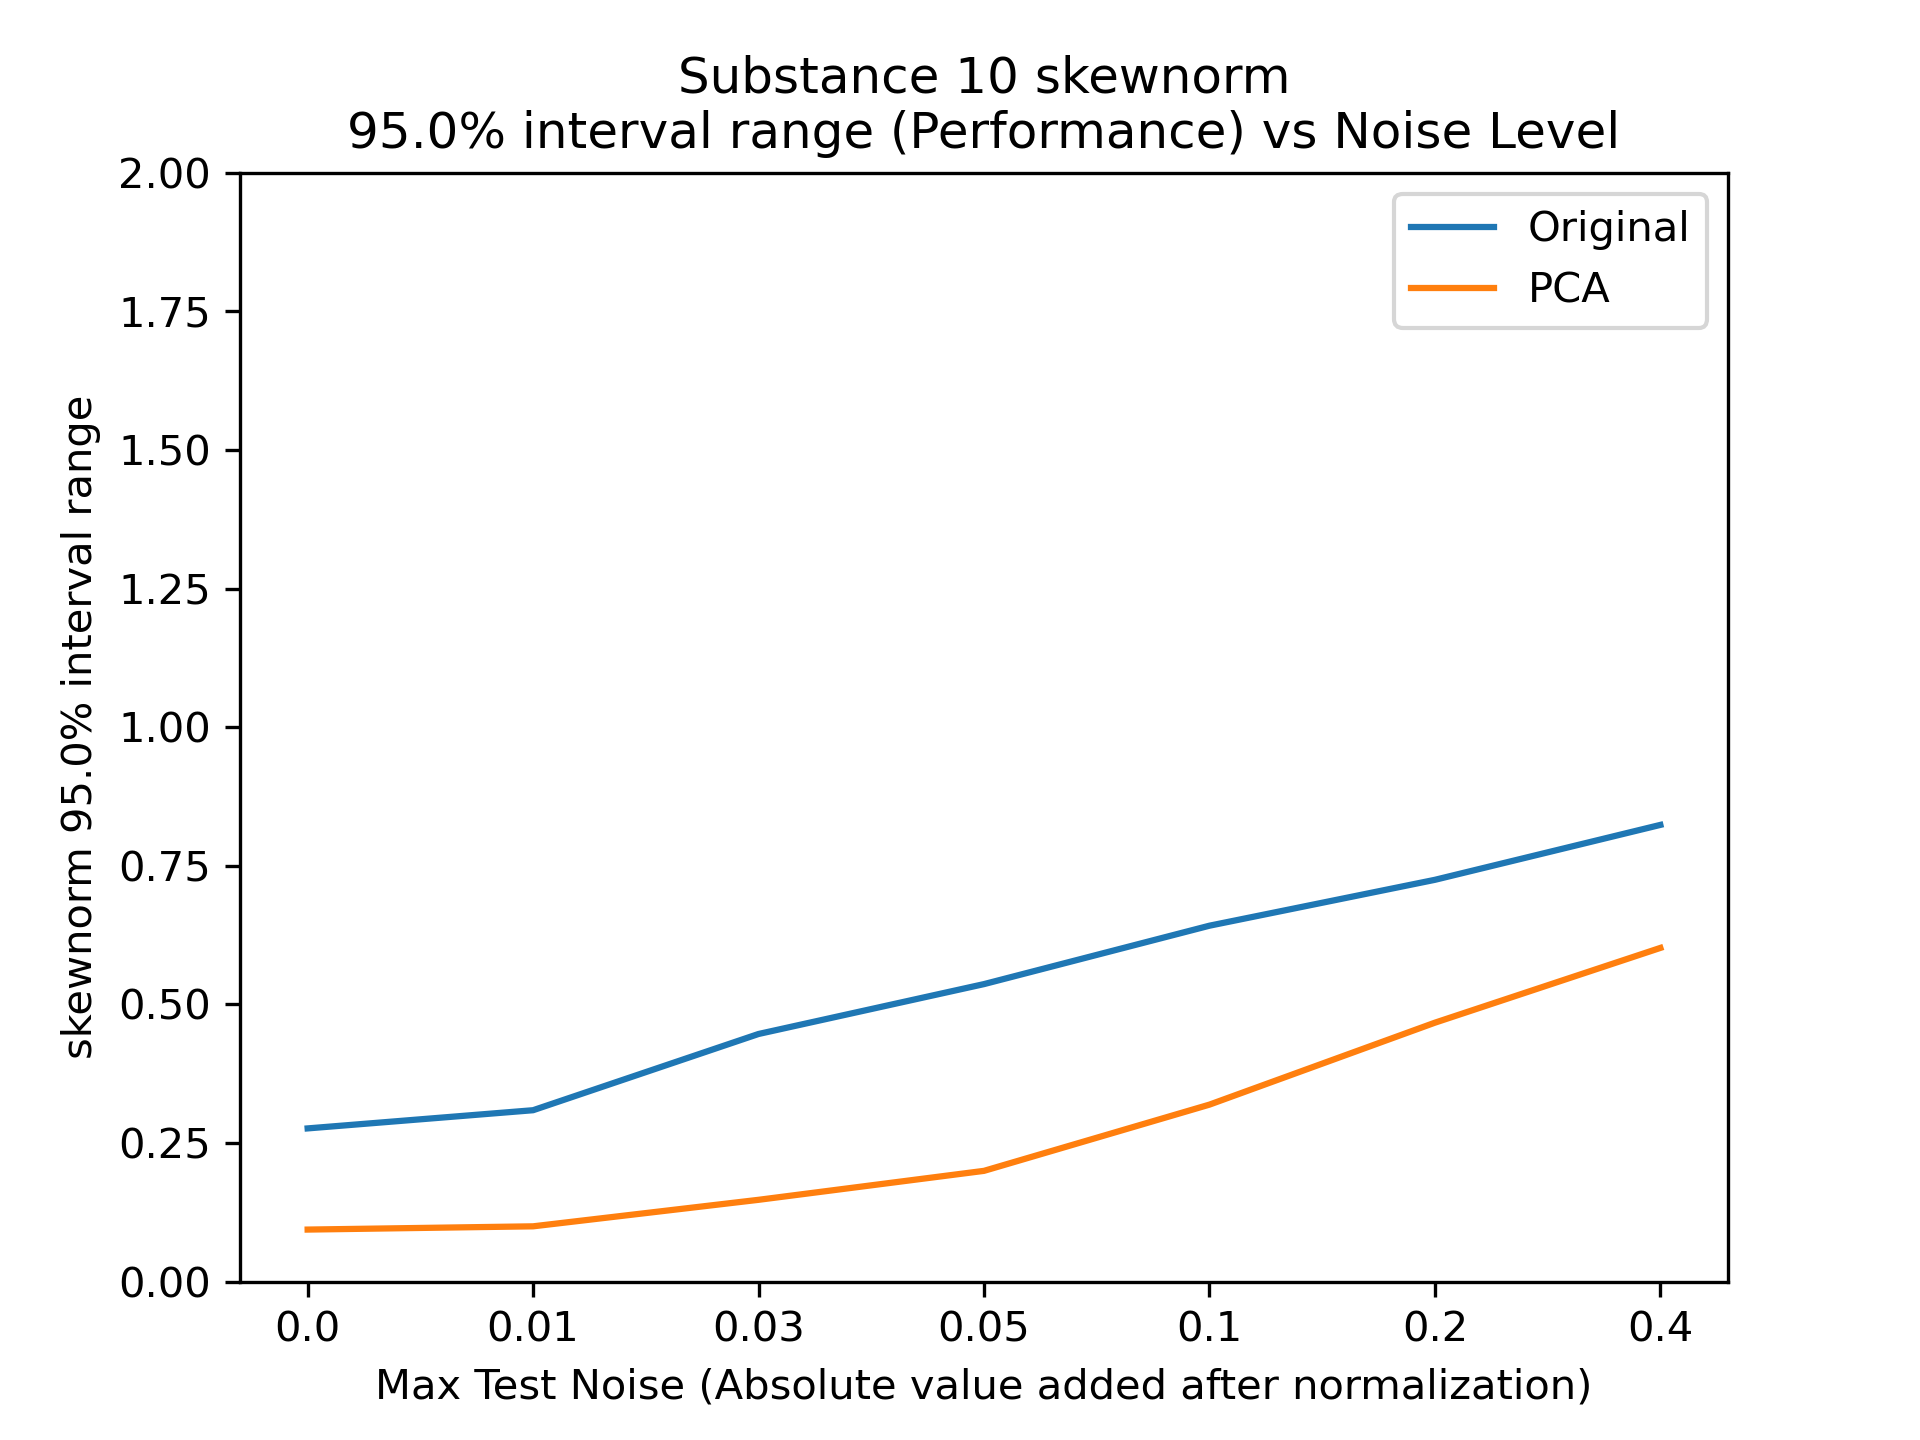 Substance 10 skewnorm
95.0% interval range (Performance) vs Noise Level
2.00
1.75
1.50
1.25
1.00
0.75
0.50
0.25
0.00
skewnorm 95.0% interval range
Original
PCA
0.0 0.01 0.03 0.05 0.1 0.2 0.4
Max Test Noise (Absolute value added after normalization)